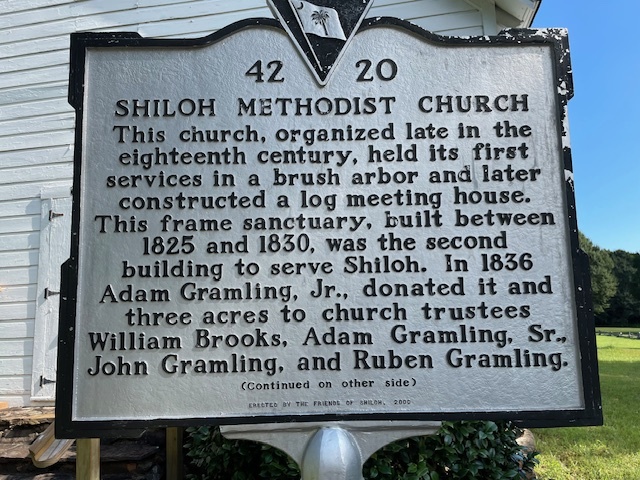 42 20
SHILOH METHODIST CHURCH
This church, organized late in the
eighteenth century, held its first
services in a brush arbor and later
constructed a log meeting house.
This frame sanctuary, built between
1825 and 1830, was the second
building to serve Shiloh. In 1836
Adam Gramling, Jr., donated it and
three acres to church trustees
William Brooks, Adam Gramling, Sr.,
John Gramling, and Ruben Gramling.
(Continued on other side)
ERECTED BY THE FRIENDS OF SHILOH, 2000